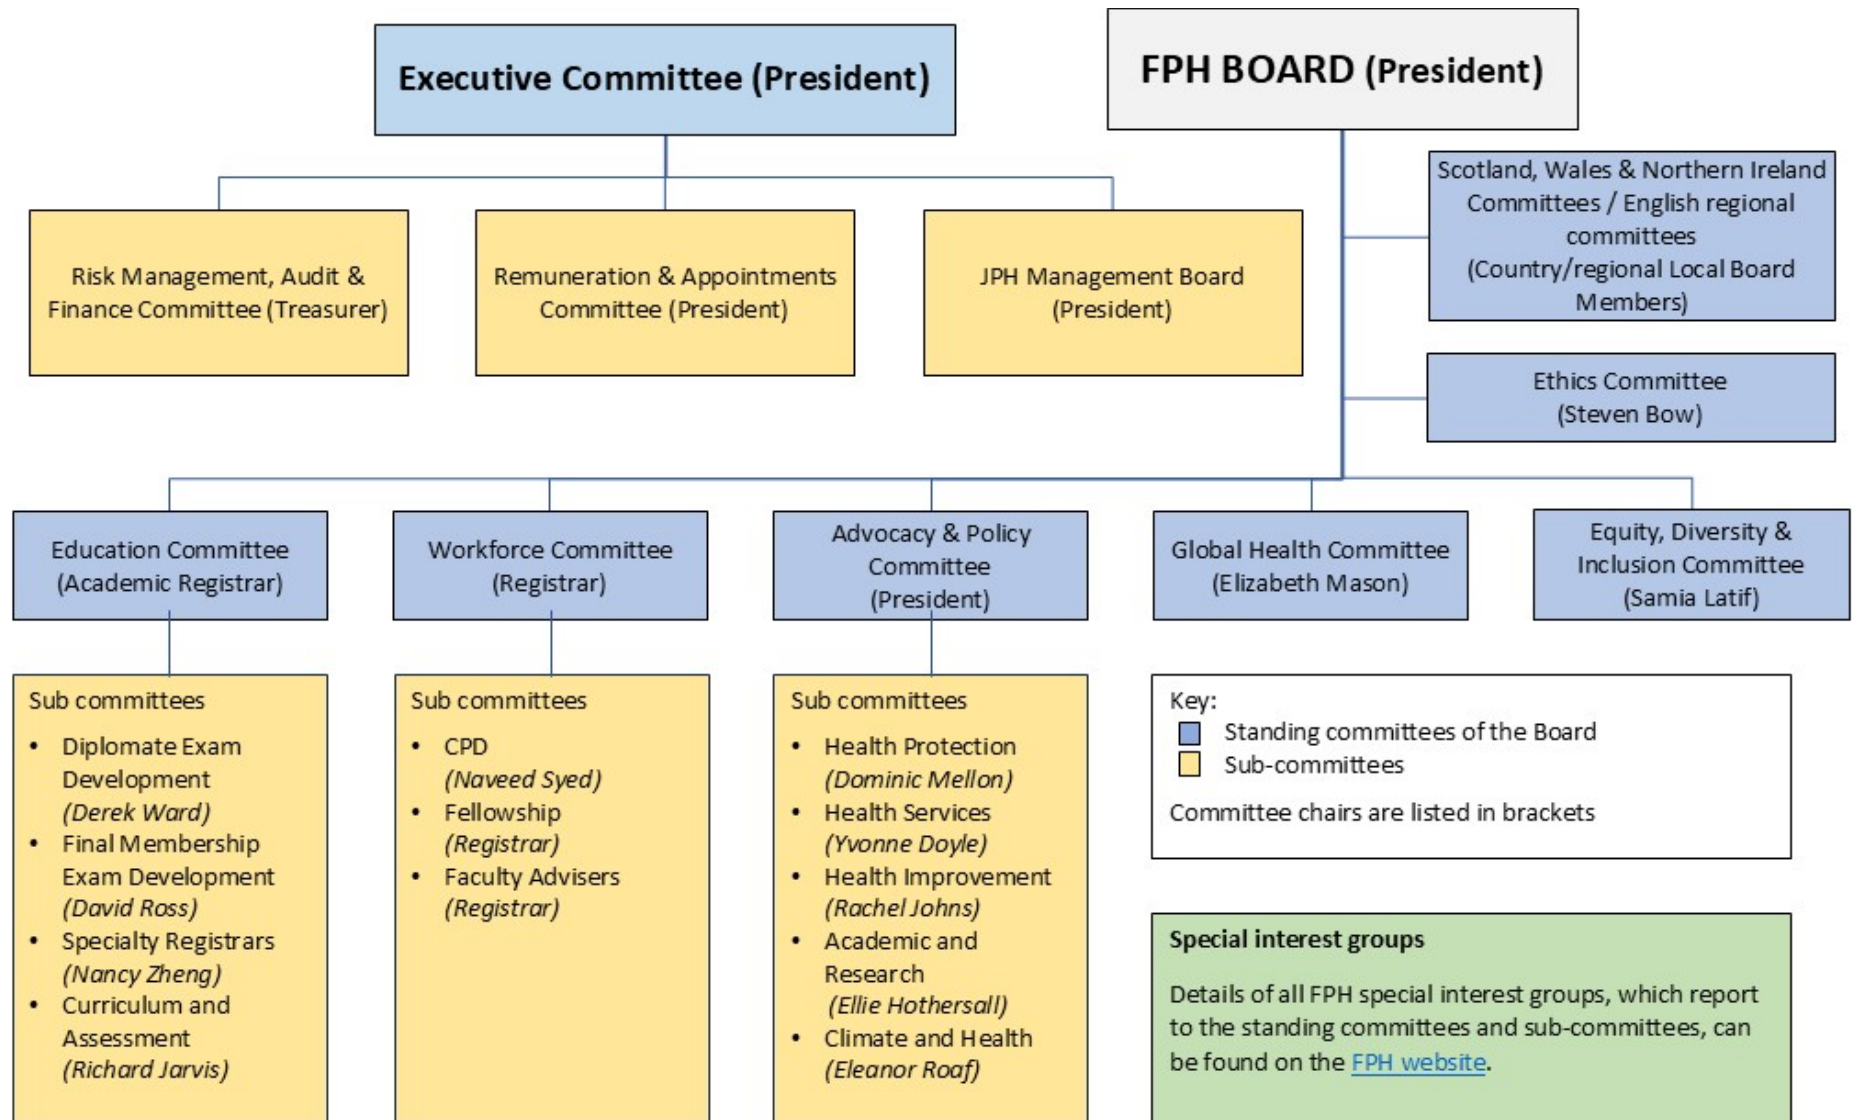 Executive Committee (President)
FPH BOARD (President)
Scotland, Wales & Northern Ireland
Committees / English regional
committees
(Country/regional Local Board
Members)
Risk Management, Audit &
Finance Committee (Treasurer)
Remuneration & Appointments
Committee (President)
JPH Management Board
(President)
Ethics Committee
(Steven Bow)
Education Committee
(Academic Registrar)
Workforce Committee
(Registrar)
Advocacy & Policy
Committee
(President)
Global Health Committee
(Elizabeth Mason)
Equity, Diversity &
Inclusion Committee
(Samia Latif)
Sub committees
• Diplomate Exam
Development
(Derek Ward)
• Final Membership
Exam Development
(David Ross)
• Specialty Registrars
(Nancy Zheng)
• Curriculum and
Assessment
(Richard Jarvis)
Sub committees
• CPD
(Naveed Syed)
• Fellowship
(Registrar)
• Faculty Advisers
(Registrar)
Sub committees
• Health Protection
(Dominic Mellon)
• Health Services
(Yvonne Doyle)
• Health Improvement
(Rachel Johns)
• Academic and
Research
(Ellie Hothersall)
• Climate and Health
(Eleanor Roaf)
Key:
Standing committees of the Board
Sub-committees
Committee chairs are listed in brackets
Special interest groups
Details of all FPH special interest groups, which report
to the standing committees and sub-committees, can
be found on the FPH website.